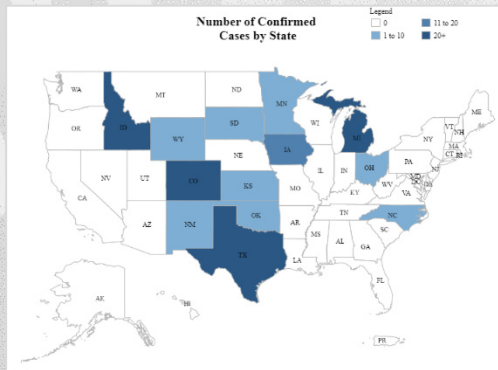 Number of Confirmed
Cases by State
Legend
0
11 to 20
1 to 10
20+
WA
MT
ND
MN
ME
OR
ID
SD
WI
MI
VT
NH
NY
MA
CT
RI
WY
IA
NE
PA
NJ
NV
UT
CO
KS
MO
IL
IN
OH
WV
MD
DC
DE
VA
KY
CA
AZ
NM
OK
AR
TN
NC
SC
TX
LA
MS
AL
GA
FL
AK
HI
PR